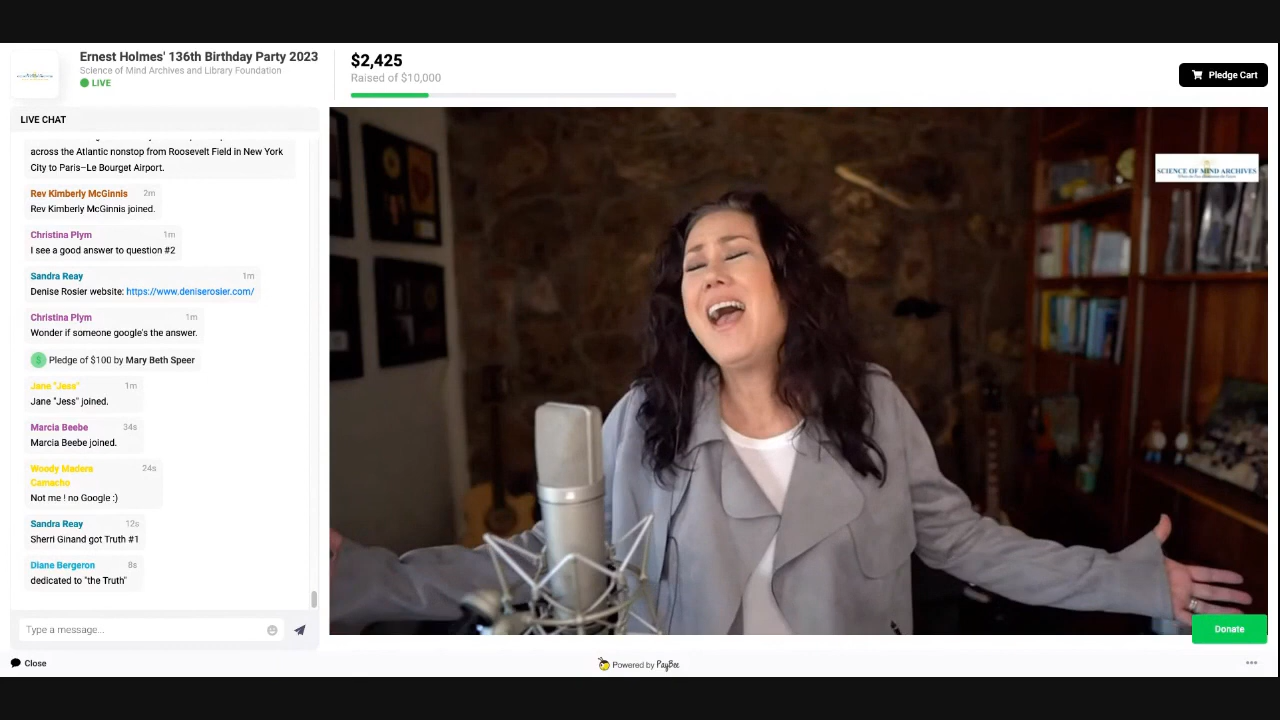 Ernest Holmes' 136th Birthday Party 2023
Science of Mind Archives and Library Foundation
LIVE
$2,425
Raised of $10,000
Pledge Cart
LIVE CHAT
across the Atlantic nonstop from Roosevelt Field in New York
City to Paris–Le Bourget Airport.
Rev Kimberly McGinnis 2m
Rev Kimberly McGinnis joined.
Christina Plym 1m
I see a good answer to question #2
Sandra Reay 1m
Denise Rosier website: https://www.deniserosier.com/
Christina Plym 1m
Wonder if someone google's the answer.
$ Pledge of $100 by Mary Beth Speer
Jane "Jess" 1m
Jane "Jess" joined.
Marcia Beebe 34s
Marcia Beebe joined.
Woody Madera 24s
Camacho
Not me ! no Google :)
Sandra Reay 12s
Sherri Ginand got Truth #1
Diane Bergeron 8s
dedicated to "the Truth"
Type a message...
Close
SCIENCE OF MIND ARCHIVES
Donate
Powered by PayBee